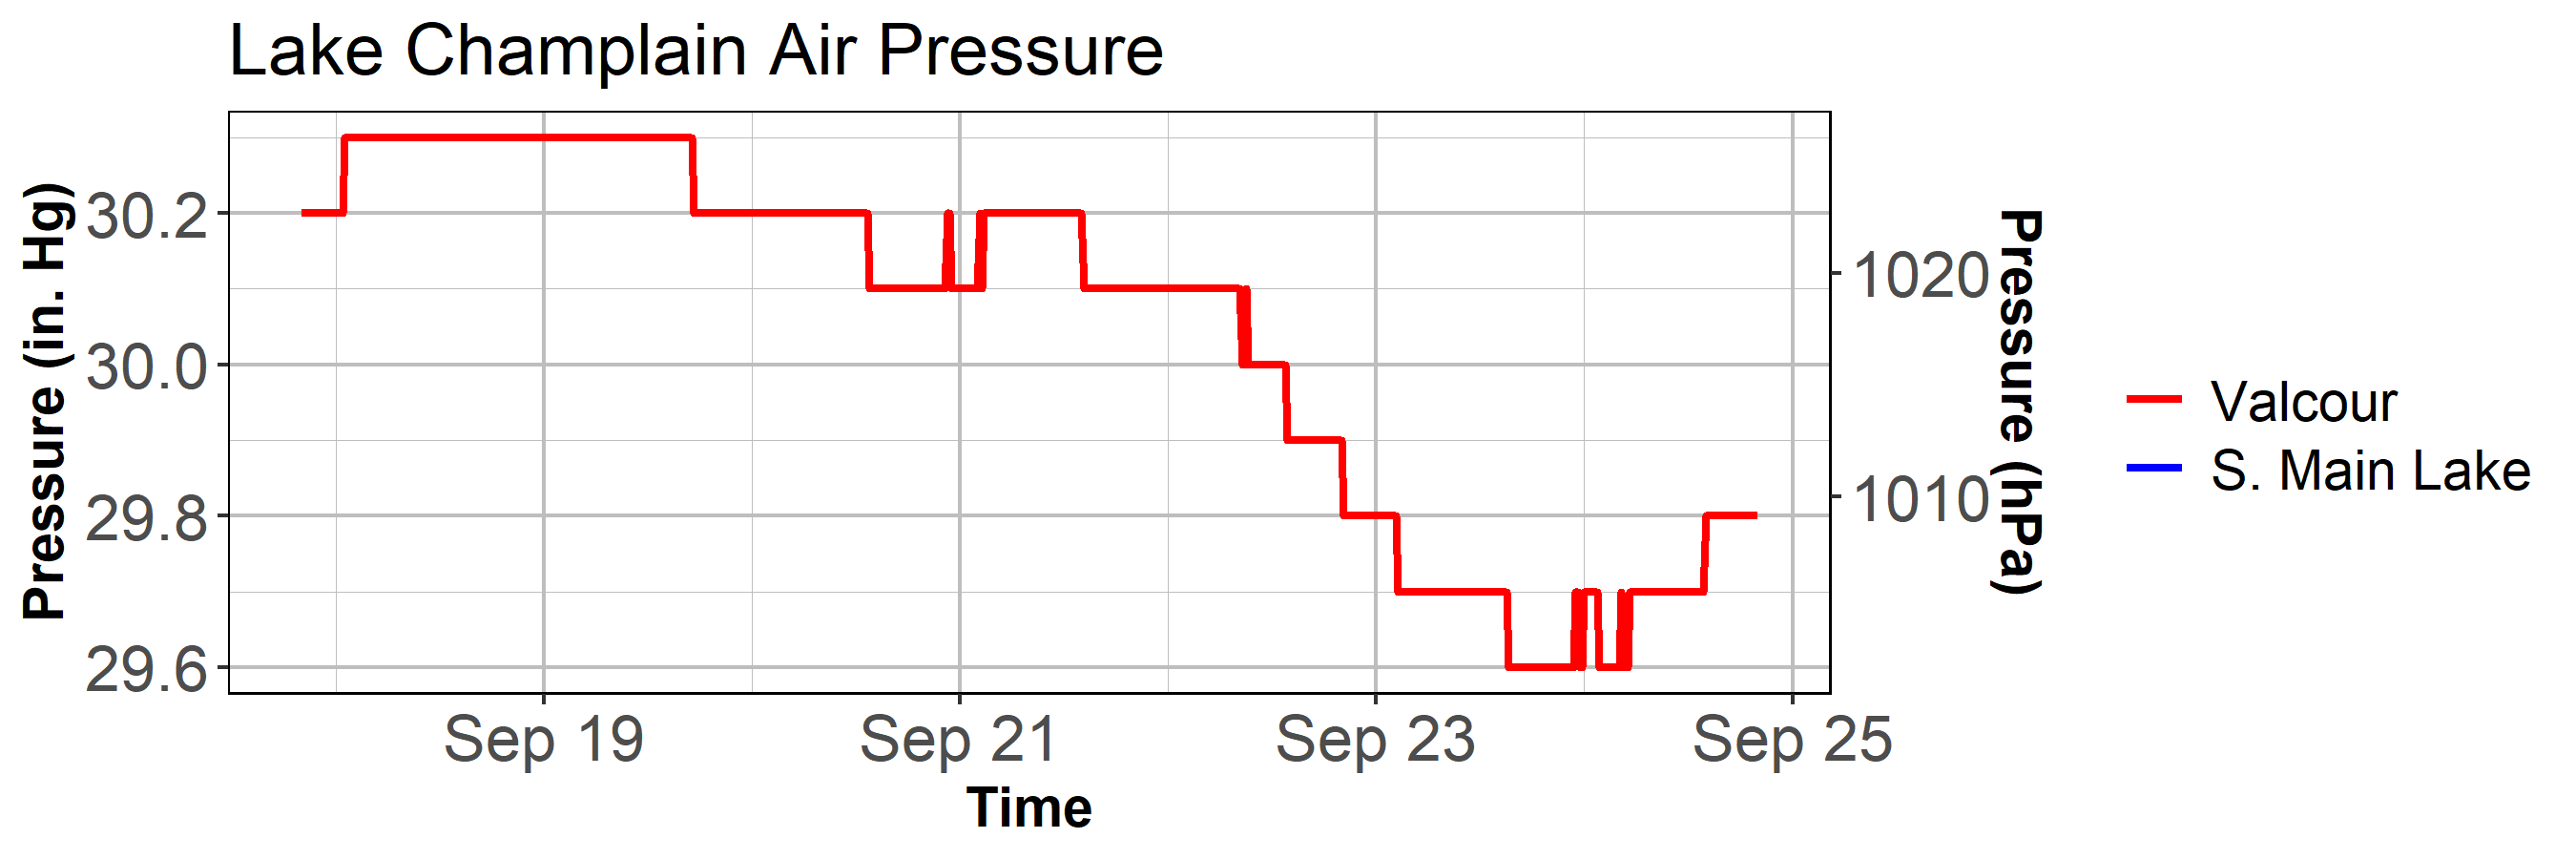 Lake Champlain Air Pressure
Pressure (in. Hg)
30.2
30.0
29.8
29.6
Sep 19
Sep 21
Sep 23
Sep 25
Time
1020
1010
Pressure (hPa)
Valcour
S. Main Lake